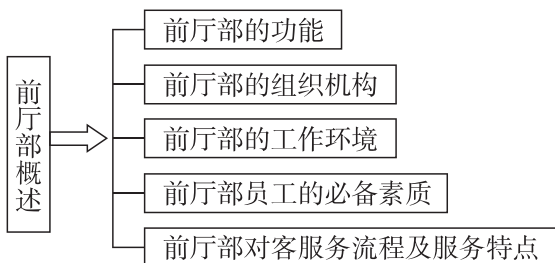 前厅部概述
前厅部的功能
前厅部的组织机构
前厅部的工作环境
前厅部员工的必备素质
前厅部对客服务流程及服务特点